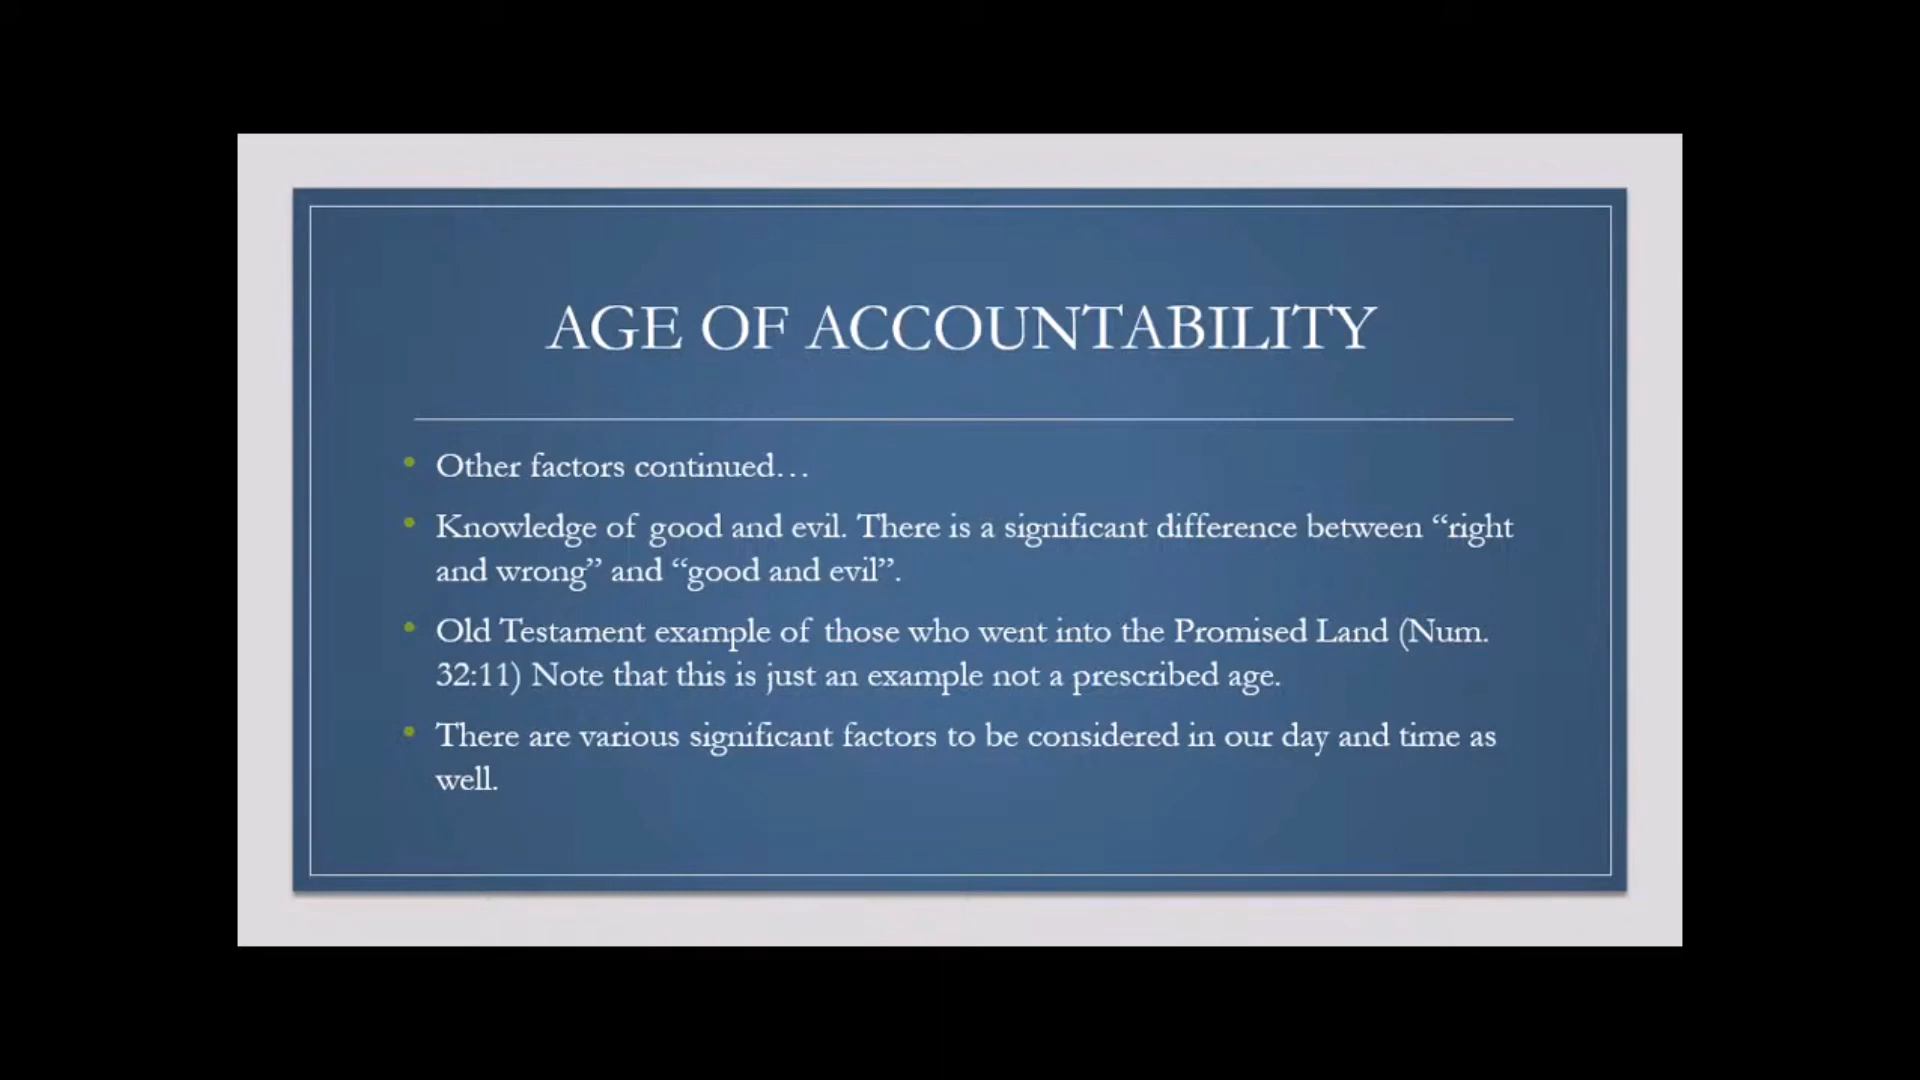 AGE OF ACCOUNTABILITY
• Other factors continued…
• Knowledge of good and evil. There is a significant difference between “right
and wrong” and “good and evil”.
• Old Testament example of those who went into the Promised Land (Num.
32:11) Note that this is just an example not a prescribed age.
• There are various significant factors to be considered in our day and time as
well.